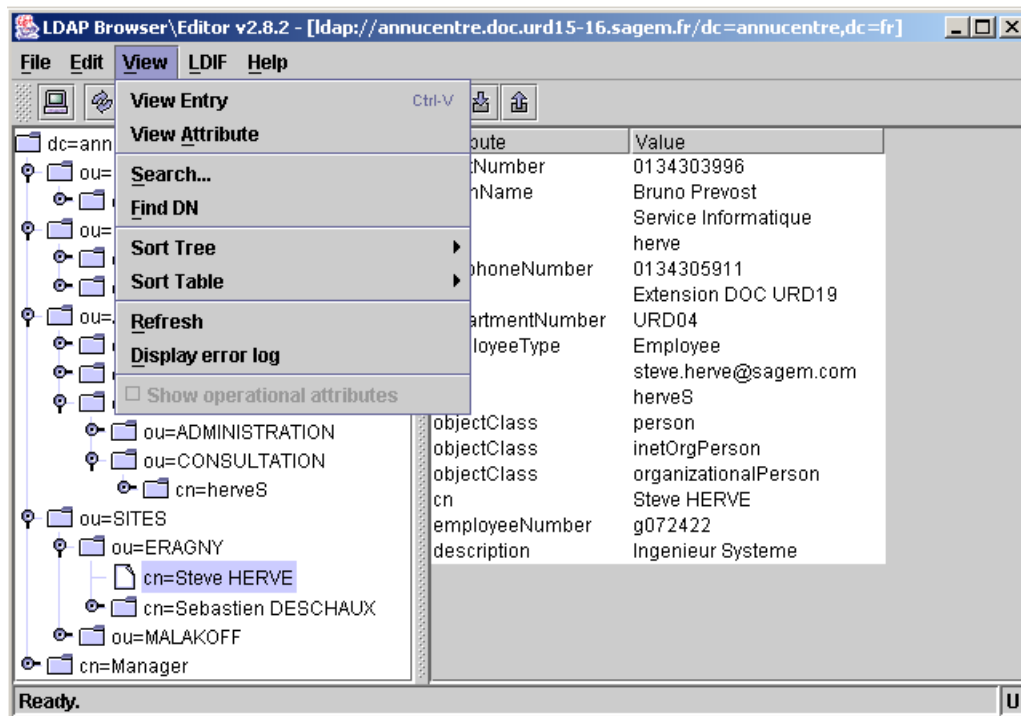 LDAP Browser\Editor v2.8.2 - [ldap://annucentre.doc.urd15-16.sagem.fr/dc=annucentre,dc=fr]
File Edit View LDIF Help
View Entry Ctrl-V
View Attribute
Search...
Find DN
Sort Tree
Sort Table
Refresh
Display error log
Show operational attributes
dc=ann
ou=
ou=
ou=
ou=ADMINISTRATION
ou=CONSULTATION
cn=herveS
ou=SITES
ou=ERAGNY
cn=Steve HERVE
cn=Sebastien DESCHAUX
ou=MALAKOFF
cn=Manager
bute Value
Number 0134303996
Name Bruno Prevost
Service Informatique
herve
phoneNumber 0134305911
Extension DOC URD19
artmentNumber URD04
loyeeType Employee
steve.herve@sagem.com
herveS
objectClass person
objectClass inetOrgPerson
objectClass organizationalPerson
cn Steve HERVE
employeeNumber g072422
description Ingenieur Systeme
Ready. U